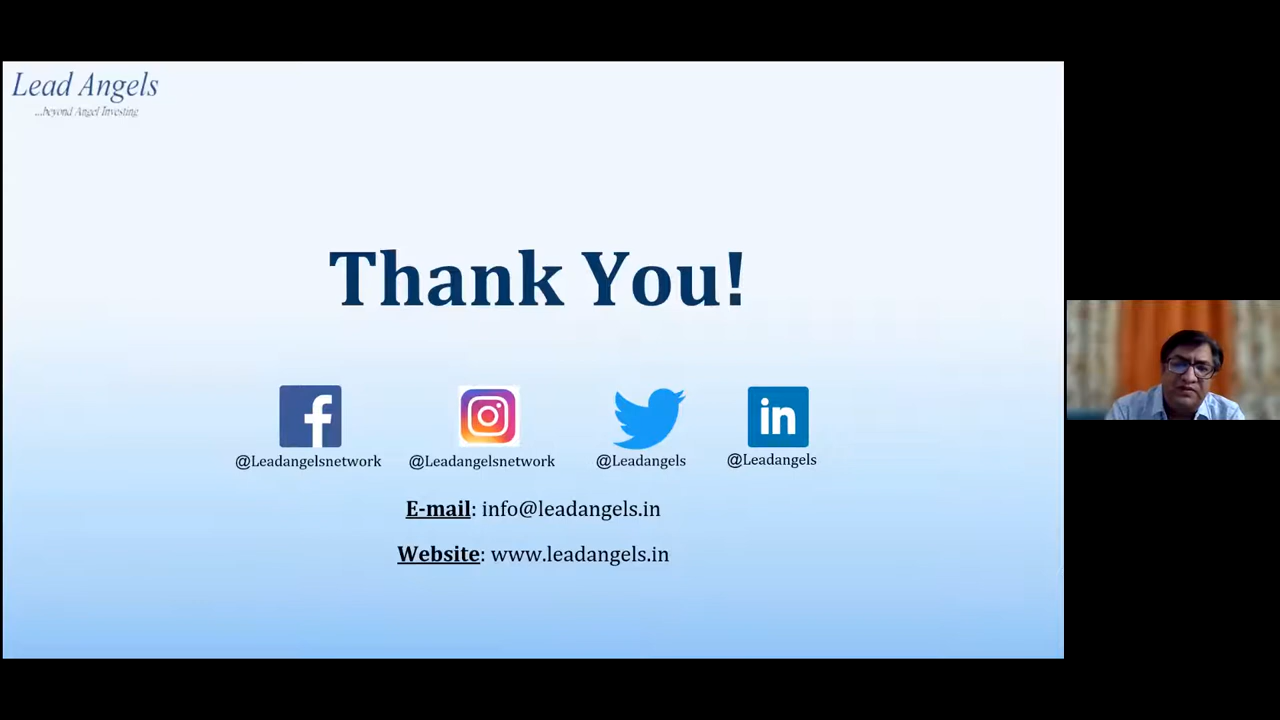 Lead Angels
...beyond Angel Investing
Thank You!
@Leadangelsnetwork @Leadangelsnetwork @Leadangels @Leadangels
E-mail: info@leadangels.in
Website: www.leadangels.in